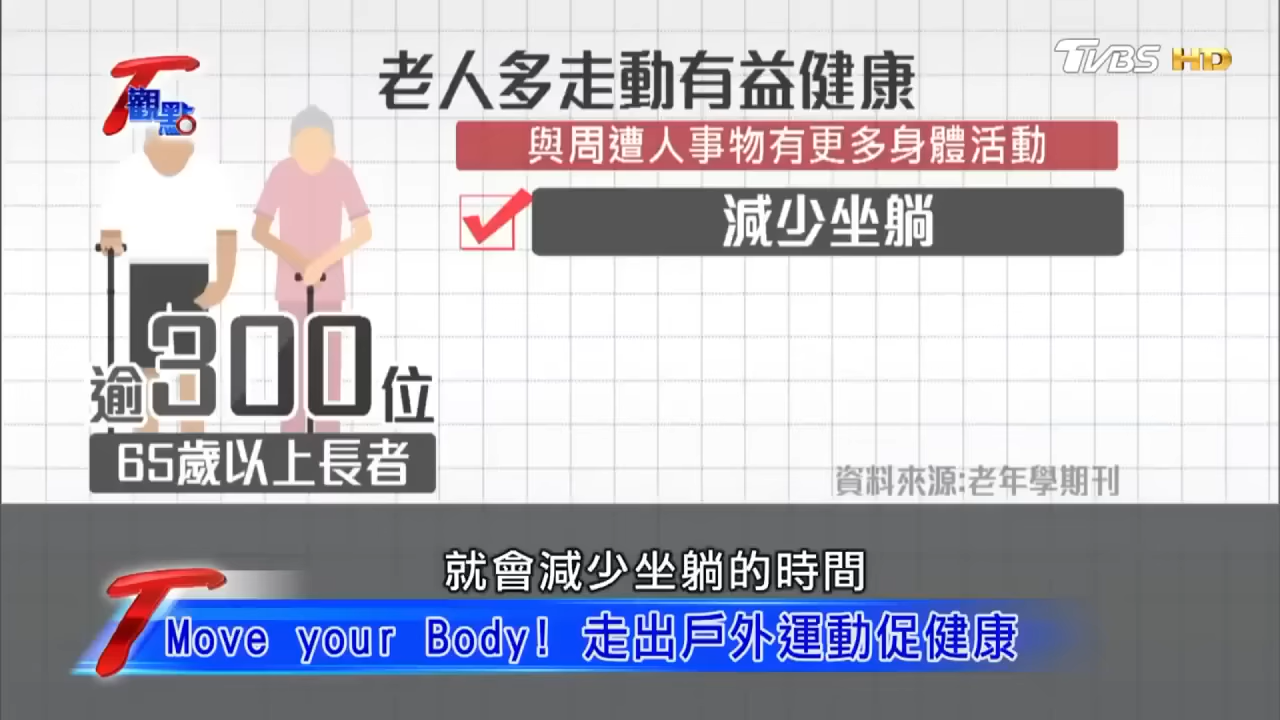 T觀點
TVBS HD
老人多走動有益健康
與周遭人事物有更多身體活動
減少坐躺
逾300位
65歲以上長者
資料來源:老年學期刊
就會減少坐躺的時間
T
Move your Body! 走出戶外運動促健康